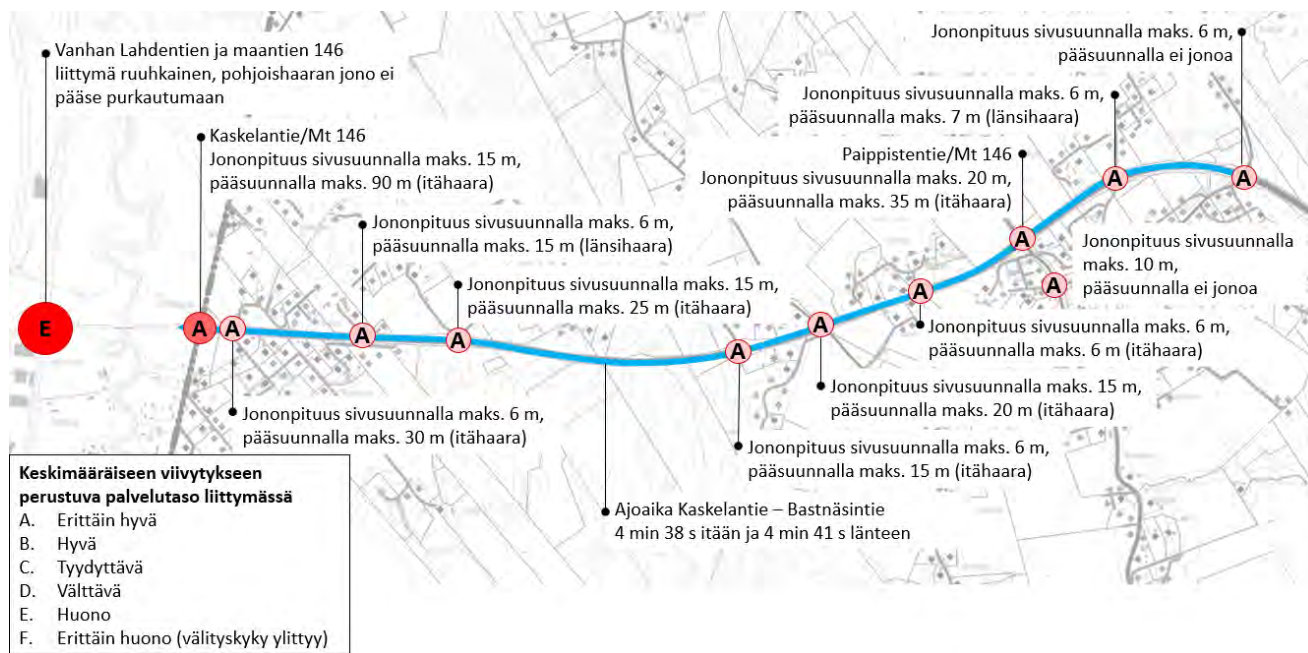 Vanhan Lahdentien ja maantien 146
liittymä ruuhkainen, pohjoishaaran jono ei
pääse purkautumaan
Kaskelantie/Mt 146
Jononpituus sivusuunnalla maks. 15 m,
pääsuunnalla maks. 90 m (itähaara)
Jononpituus sivusuunnalla maks. 6 m,
pääsuunnalla maks. 15 m (länsihaara)
Jononpituus sivusuunnalla maks. 15 m,
pääsuunnalla maks. 25 m (itähaara)
Jononpituus sivusuunnalla maks. 6 m,
pääsuunnalla ei jonoa
Jononpituus sivusuunnalla maks. 6 m,
pääsuunnalla maks. 7 m (länsihaara)
Paippistentie/Mt 146
Jononpituus sivusuunnalla maks. 20 m,
pääsuunnalla maks. 35 m (itähaara)
Jononpituus sivusuunnalla
maks. 10 m,
pääsuunnalla ei jonoa
E
A
A
A
A
A
A
A
A
A
A
A
Jononpituus sivusuunnalla maks. 6 m,
pääsuunnalla maks. 6 m (itähaara)
Jononpituus sivusuunnalla maks. 15 m,
pääsuunnalla maks. 20 m (itähaara)
Jononpituus sivusuunnalla maks. 6 m,
pääsuunnalla maks. 15 m (itähaara)
Jononpituus sivusuunnalla maks. 6 m,
pääsuunnalla maks. 30 m (itähaara)
Ajoaika Kaskelantie – Bastnäsintie
4 min 38 s itään ja 4 min 41 s länteen
Keskimääräiseen viivytykseen
perustuva palvelutaso liittymässä
A. Erittäin hyvä
B. Hyvä
C. Tyydyttävä
D. Välttävä
E. Huono
F. Erittäin huono (välityskyky ylittyy)